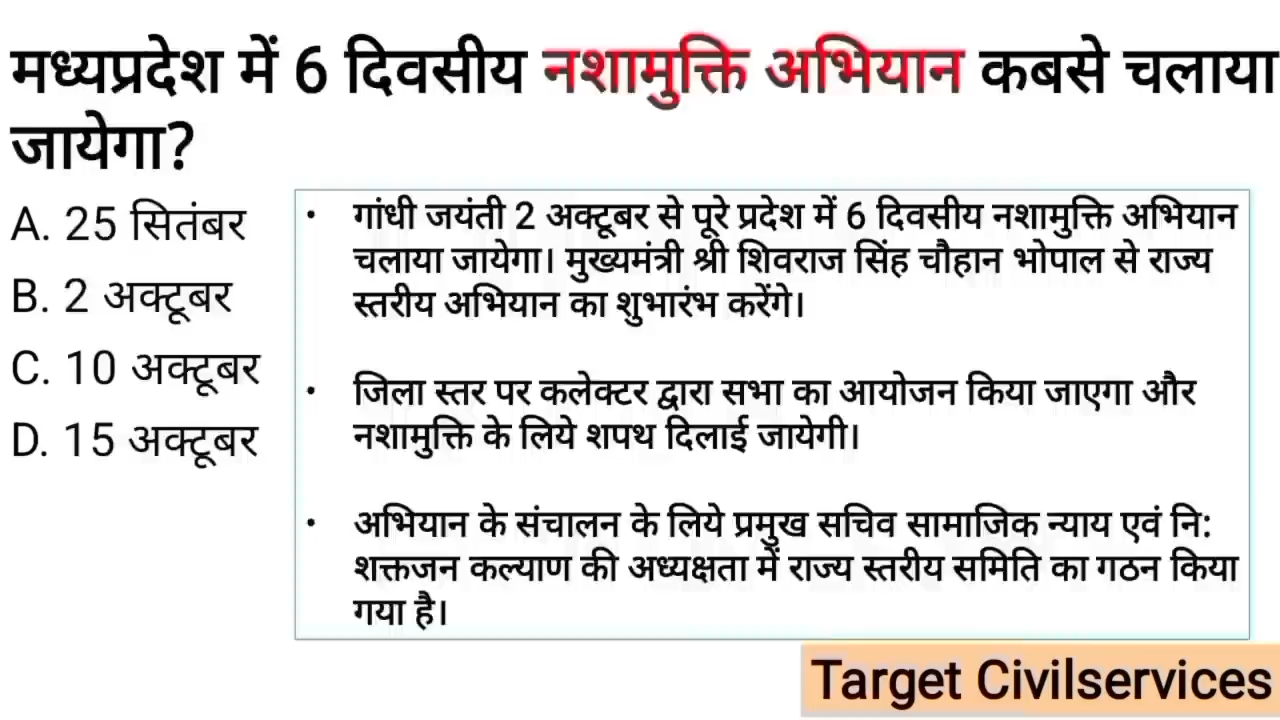 मध्यप्रदेश में 6 दिवसीय नशामुक्ति अभियान कबसे चलाया
जायेगा?
A. 25 सितंबर
B. 2 अक्टूबर
C. 10 अक्टूबर
D. 15 अक्टूबर
• गांधी जयंती 2 अक्टूबर से पूरे प्रदेश में 6 दिवसीय नशामुक्ति अभियान
चलाया जायेगा। मुख्यमंत्री श्री शिवराज सिंह चौहान भोपाल से राज्य
स्तरीय अभियान का शुभारंभ करेंगे।
• जिला स्तर पर कलेक्टर द्वारा सभा का आयोजन किया जाएगा और
नशामुक्ति के लिये शपथ दिलाई जायेगी।
• अभियान के संचालन के लिये प्रमुख सचिव सामाजिक न्याय एवं नि:
शक्तजन कल्याण की अध्यक्षता में राज्य स्तरीय समिति का गठन किया
गया है।
Target Civilservices